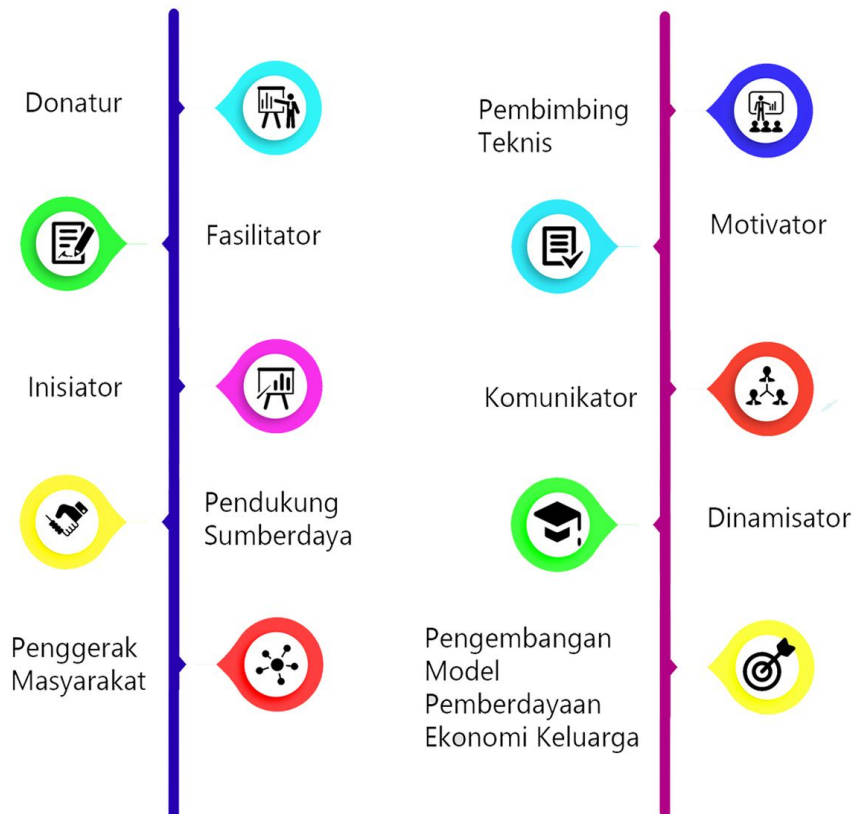 Donatur
Fasilitator
Inisiator
Pendukung
Sumberdaya
Penggerak
Masyarakat
Pembimbing
Teknis
Motivator
Komunikator
Dinamisator
Pengembangan
Model
Pemberdayaan
Ekonomi Keluarga